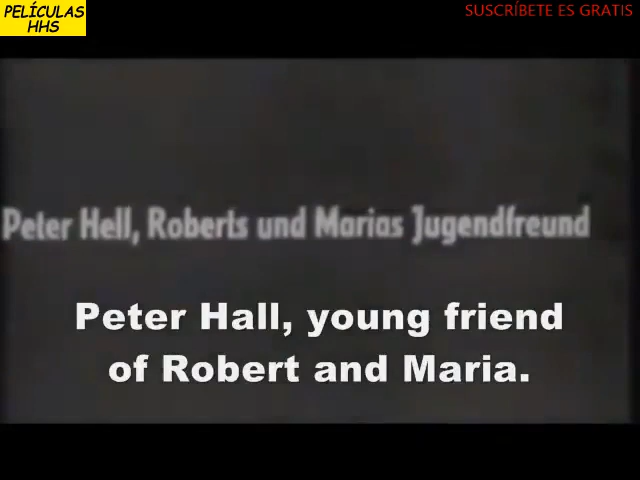 PELÍCULAS
HHS
SUSCRÍBETE ES GRATIS
Peter Hell, Roberts und Marias Jugendfreund
Peter Hall, young friend
of Robert and Maria.